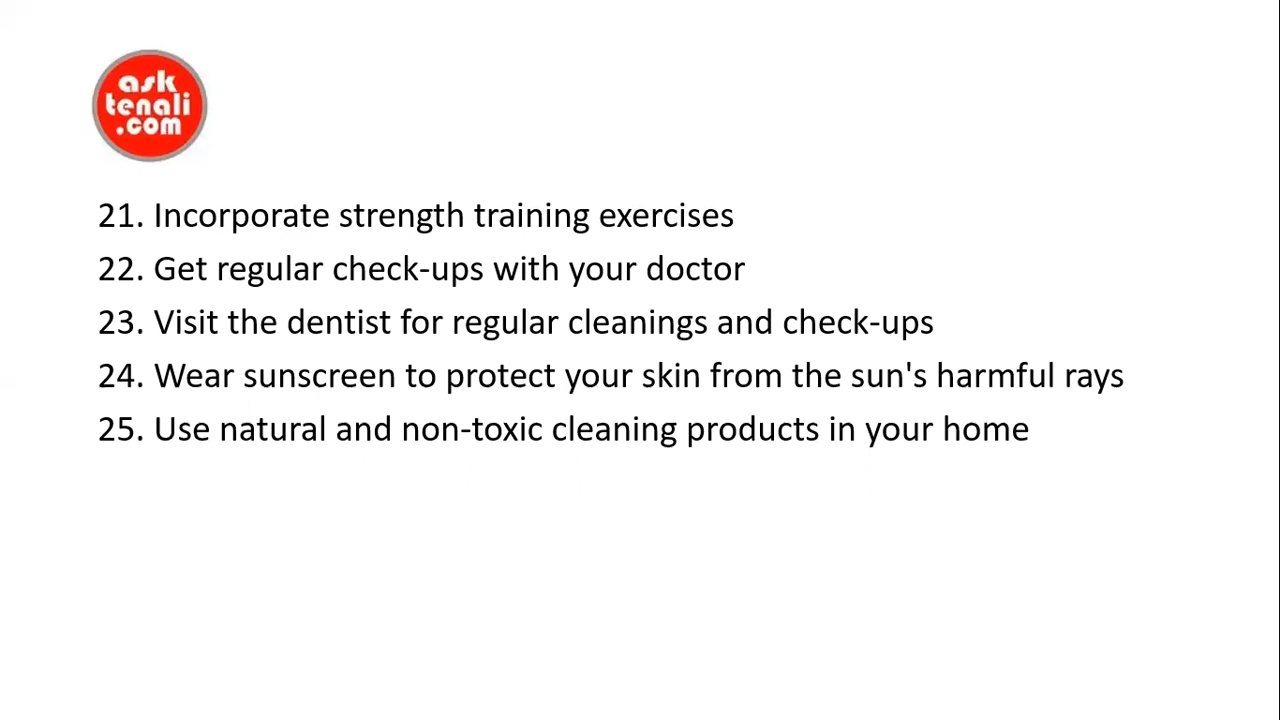 ask
tenali
.com
21. Incorporate strength training exercises
22. Get regular check-ups with your doctor
23. Visit the dentist for regular cleanings and check-ups
24. Wear sunscreen to protect your skin from the sun's harmful rays
25. Use natural and non-toxic cleaning products in your home